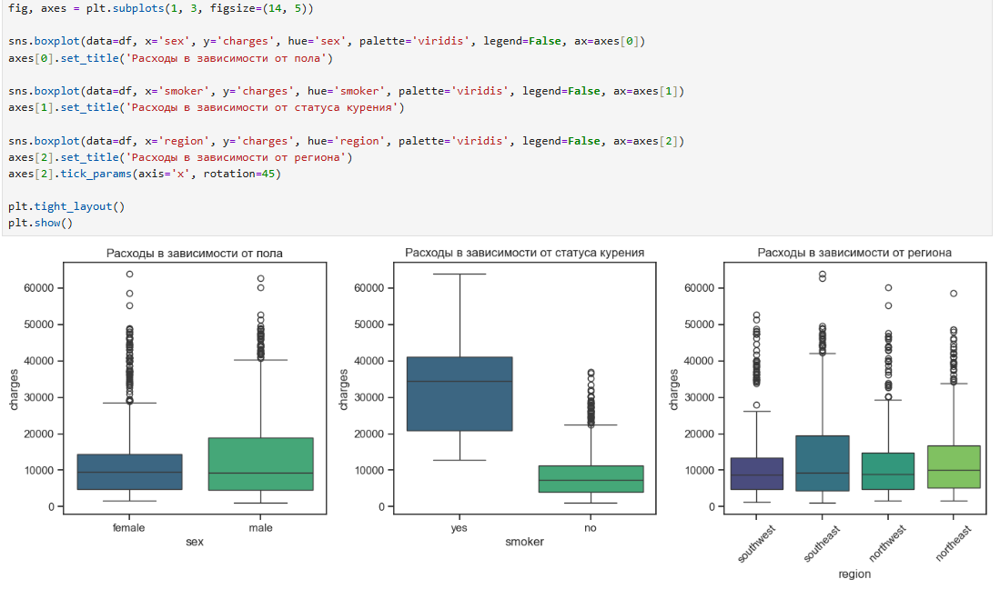 fig, axes = plt.subplots(1, 3, figsize=(14, 5))
sns.boxplot(data=df, x='sex', y='charges', hue='sex', palette='viridis', legend=False, ax=axes[0])
axes[0].set_title('Расходы в зависимости от пола')
sns.boxplot(data=df, x='smoker', y='charges', hue='smoker', palette='viridis', legend=False, ax=axes[1])
axes[1].set_title('Расходы в зависимости от статуса курения')
sns.boxplot(data=df, x='region', y='charges', hue='region', palette='viridis', legend=False, ax=axes[2])
axes[2].set_title('Расходы в зависимости от региона')
axes[2].tick_params(axis='x', rotation=45)
plt.tight_layout()
plt.show()
Расходы в зависимости от пола
60000
50000
40000
30000
20000
10000
0
charges
female male
sex
Расходы в зависимости от статуса курения
60000
50000
40000
30000
20000
10000
0
charges
yes no
smoker
Расходы в зависимости от региона
60000
50000
40000
30000
20000
10000
0
charges
southwest southeast northwest northeast
region